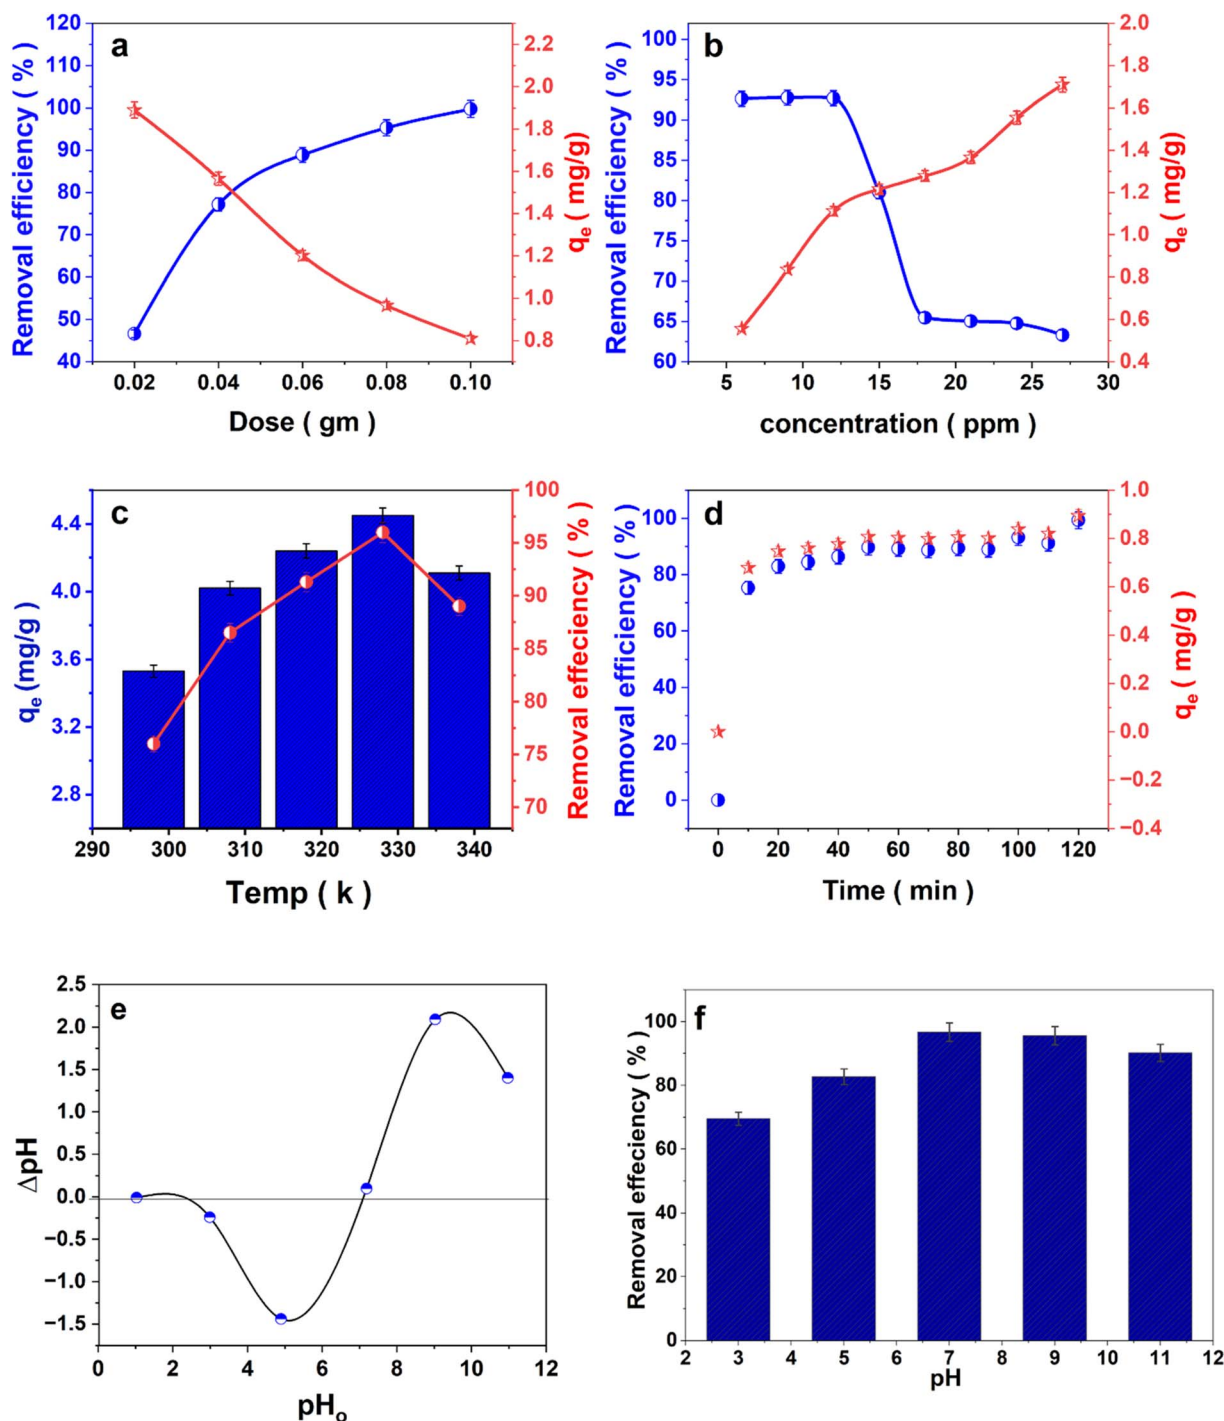 a
Removal efficiency ( % )
120
110
100
90
80
70
60
50
40
2.2
2.0
1.8
1.6
1.4
1.2
1.0
0.8
qe ( mg/g)
0.02 0.04 0.06 0.08 0.10
Dose ( gm )
b
Removal efficiency ( % )
100
95
90
85
80
75
70
65
60
2.0
1.8
1.6
1.4
1.2
1.0
0.8
0.6
0.4
qe ( mg/g)
5 10 15 20 25 30
concentration ( ppm )
c
qe (mg/g)
4.4
4.0
3.6
3.2
2.8
100
95
90
85
80
75
70
Removal effeciency ( % )
290 300 310 320 330 340
Temp ( k )
d
Removal efficiency ( % )
100
80
60
100
80
40
20
0
1.0
0.8
0.6
0.4
0.2
0.0
−0.2
−0.4
qe ( mg/g)
0 20 40 60 80 100 120
Time ( min )
e
ΔpH
2.5
2.0
1.5
1.0
0.5
0.0
−0.5
−1.0
−1.5
0 2 4 6 8 10 12
pHo
f
Removal effeciency ( % )
100
80
60
80
20
0
2 3 4 5 6 7 8 9 10 11 12
pH